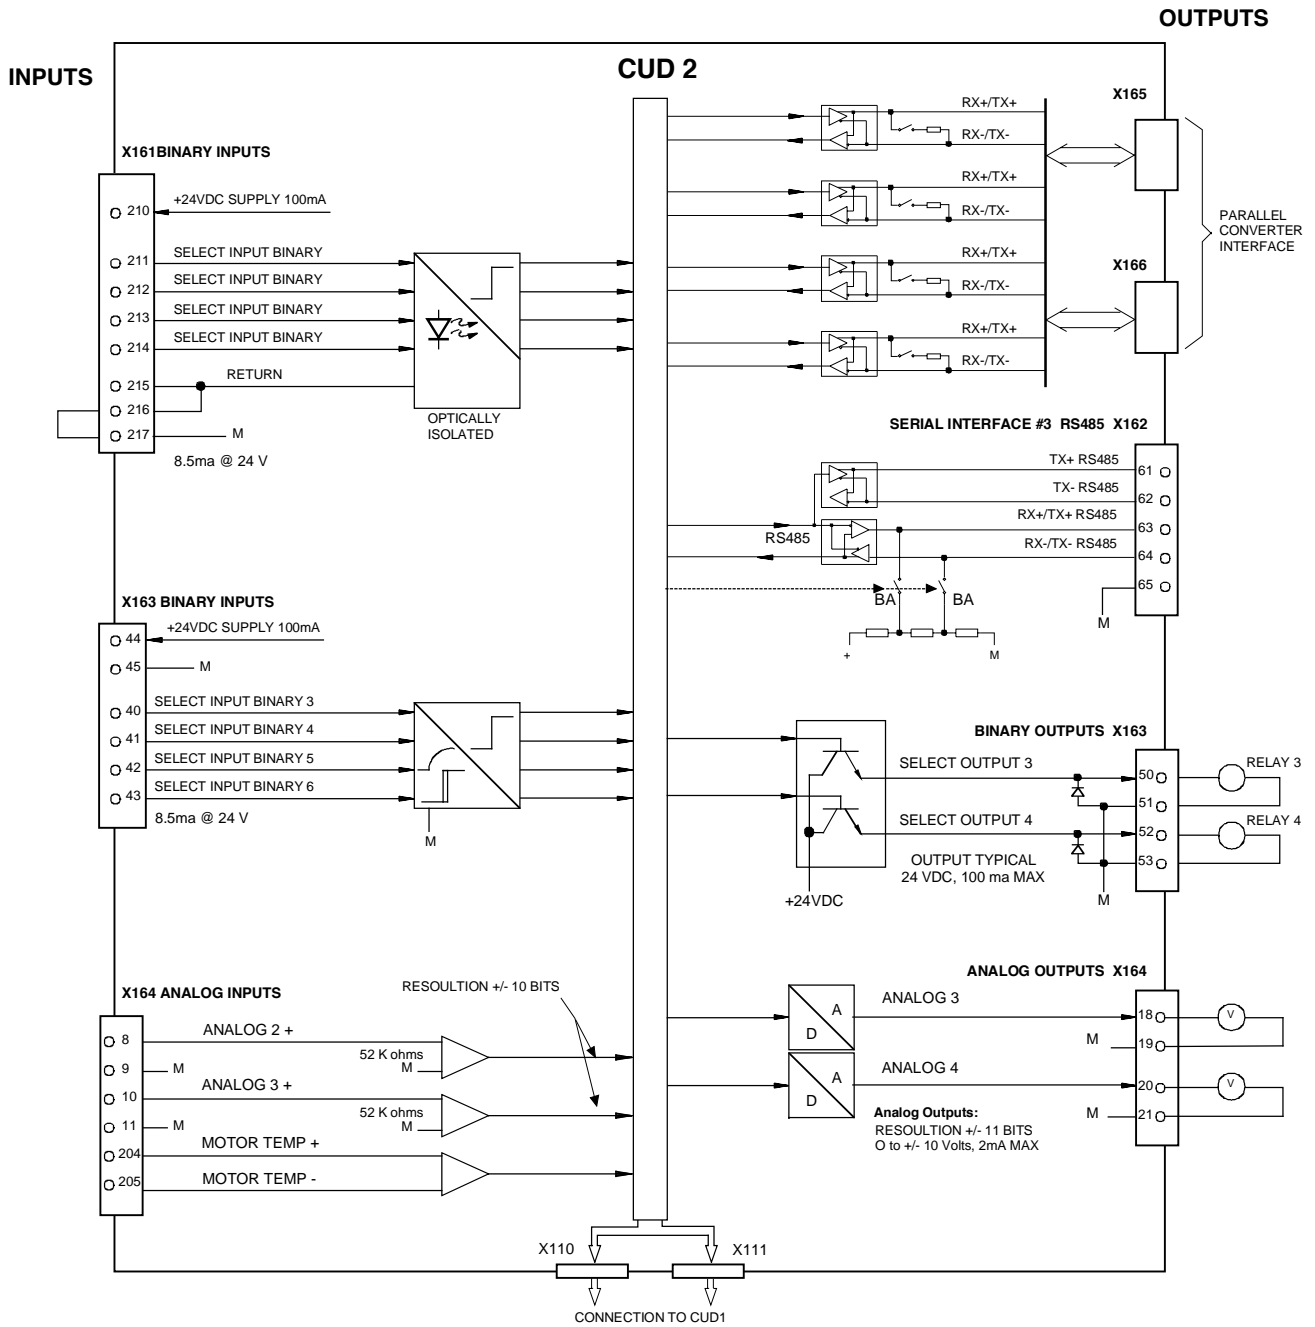 OUTPUTS
INPUTS
CUD 2
X161BINARY INPUTS
210
+24VDC SUPPLY 100mA
211
SELECT INPUT BINARY
212
SELECT INPUT BINARY
213
SELECT INPUT BINARY
214
SELECT INPUT BINARY
215
RETURN
216
217
M
8.5ma @ 24 V
OPTICALLY
ISOLATED
X163 BINARY INPUTS
44
+24VDC SUPPLY 100mA
45
M
40
SELECT INPUT BINARY 3
41
SELECT INPUT BINARY 4
42
SELECT INPUT BINARY 5
43
SELECT INPUT BINARY 6
8.5ma @ 24 V
M
X164 ANALOG INPUTS
RESOULTION +/- 10 BITS
8
ANALOG 2 +
52 K ohms
M
9
M
10
ANALOG 3 +
52 K ohms
M
11
M
204
MOTOR TEMP +
205
MOTOR TEMP -
RX+/TX+
RX-/TX-
RX+/TX+
RX-/TX-
RX+/TX+
RX-/TX-
RX+/TX+
RX-/TX-
X165
X166
PARALLEL
CONVERTER
INTERFACE
SERIAL INTERFACE #3 RS485 X162
TX+ RS485
61
TX- RS485
62
RX+/TX+ RS485
63
RX-/TX- RS485
64
65
M
RS485
BA
BA
+
M
BINARY OUTPUTS X163
SELECT OUTPUT 3
50
RELAY 3
51
SELECT OUTPUT 4
52
RELAY 4
53
OUTPUT TYPICAL
24 VDC, 100 ma MAX
M
+24VDC
ANALOG OUTPUTS X164
A
D
ANALOG 3
18
V
M
19
A
D
ANALOG 4
20
V
M
21
Analog Outputs:
RESOULTION +/- 11 BITS
O to +/- 10 Volts, 2mA MAX
X110
X111
CONNECTION TO CUD1